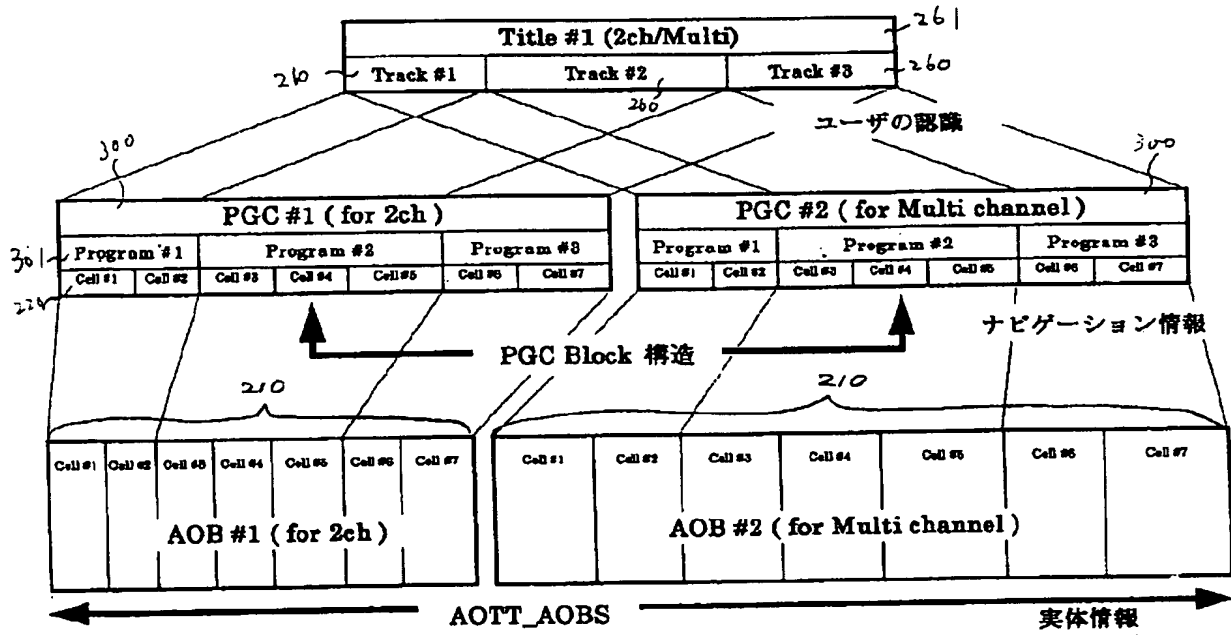 Title #1 (2ch/Multi)
261
260
Track #1
Track #2
Track #3
260
260
ユーザの認識
300
300
PGC #1 ( for 2ch )
PGC #2 ( for Multi channel )
301
Program #1
Program #2
Program #3
Program #1
Program #2
Program #3
224
Cell #1
Cell #2
Cell #3
Cell #4
Cell #5
Cell #6
Cell #7
Cell #1
Cell #2
Cell #3
Cell #4
Cell #5
Cell #6
Cell #7
ナビゲーション情報
PGC Block 構造
210
210
Cell #1
Cell #2
Cell #3
Cell #4
Cell #5
Cell #6
Cell #7
Cell #1
Cell #2
Cell #3
Cell #4
Cell #5
Cell #6
Cell #7
AOB #1 ( for 2ch )
AOB #2 ( for Multi channel )
AOTT_AOBS
実体情報